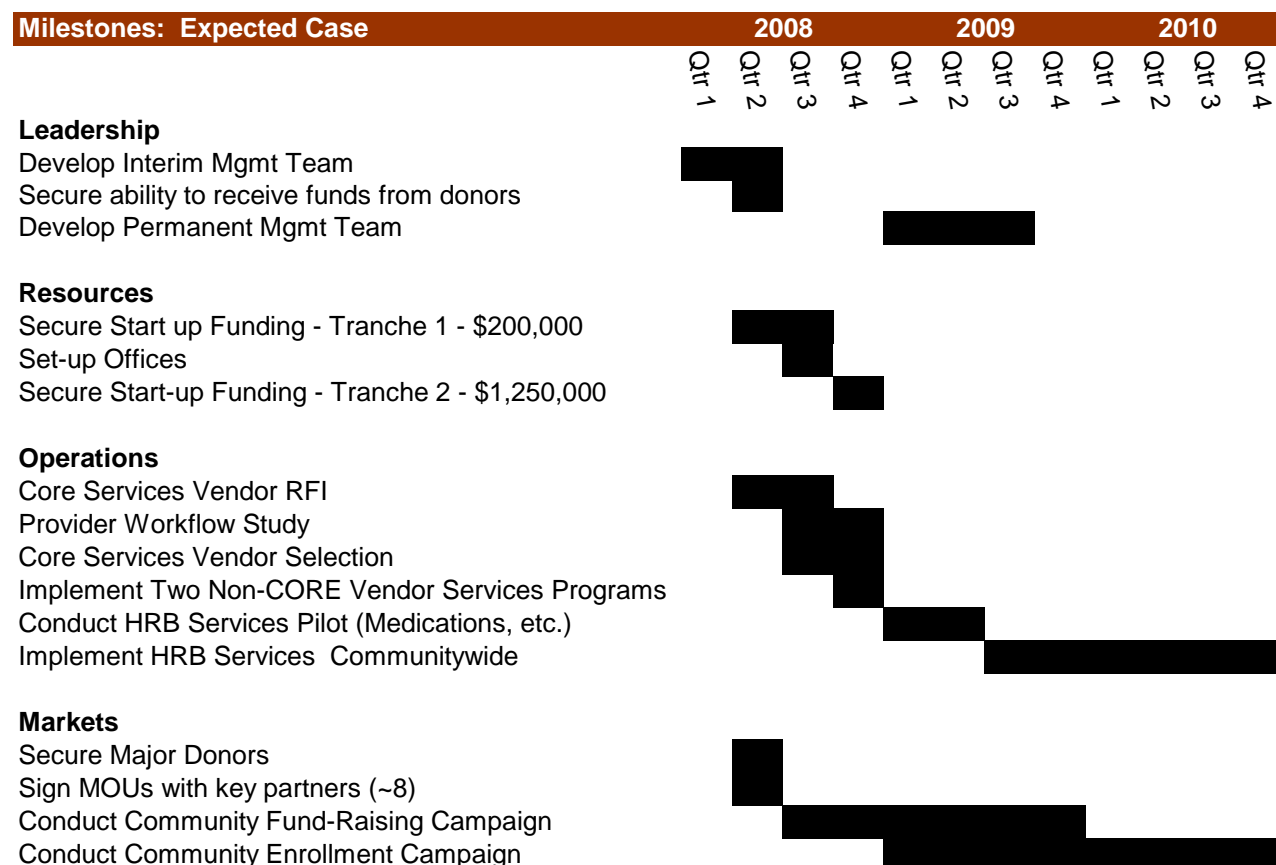 Milestones:  Expected Case 2008 2009 2010
Qtr 1 Qtr 2 Qtr 3 Qtr 4 Qtr 1 Qtr 2 Qtr 3 Qtr 4 Qtr 1 Qtr 2 Qtr 3 Qtr 4
Leadership
Develop Interim Mgmt Team
Secure ability to receive funds from donors
Develop Permanent Mgmt Team
Resources
Secure Start up Funding - Tranche 1 - $200,000
Set-up Offices
Secure Start-up Funding - Tranche 2 - $1,250,000
Operations
Core Services Vendor RFI
Provider Workflow Study
Core Services Vendor Selection
Implement Two Non-CORE Vendor Services Programs
Conduct HRB Services Pilot (Medications, etc.)
Implement HRB Services  Communitywide
Markets
Secure Major Donors
Sign MOUs with key partners (~8)
Conduct Community Fund-Raising Campaign
Conduct Community Enrollment Campaign